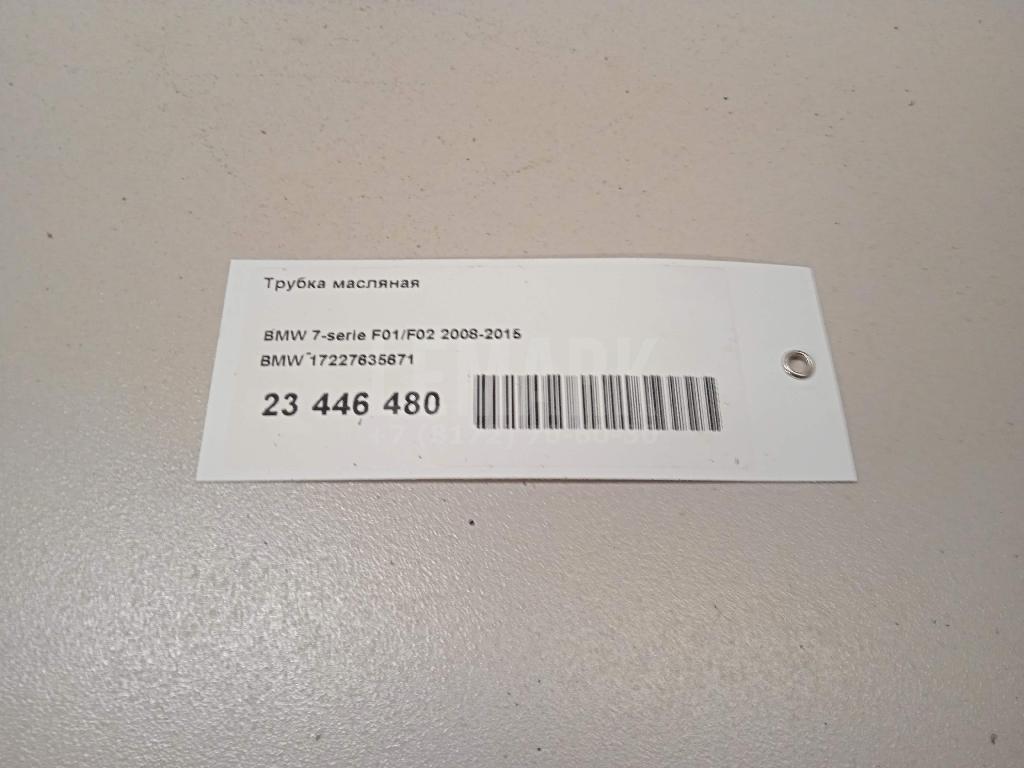 Трубка масляная
BMW 7-serie F01/F02 2008-2015
BMW 17227635671
23 446 480